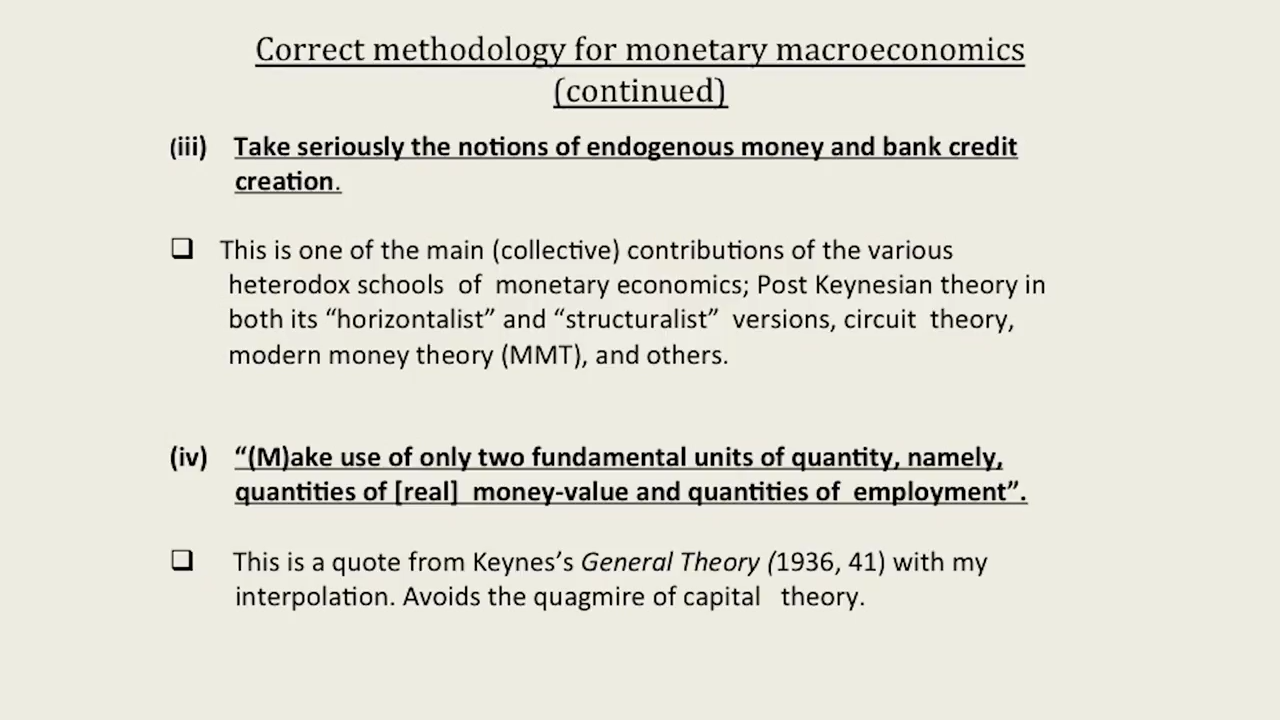 Correct methodology for monetary macroeconomics
(continued)
(iii) Take seriously the notions of endogenous money and bank credit
creation.
❑ This is one of the main (collective) contributions of the various
heterodox schools of monetary economics; Post Keynesian theory in
both its “horizontalist” and “structuralist” versions, circuit theory,
modern money theory (MMT), and others.
(iv) “(M)ake use of only two fundamental units of quantity, namely,
quantities of [real] money-value and quantities of employment”.
❑ This is a quote from Keynes’s General Theory (1936, 41) with my
interpolation. Avoids the quagmire of capital theory.